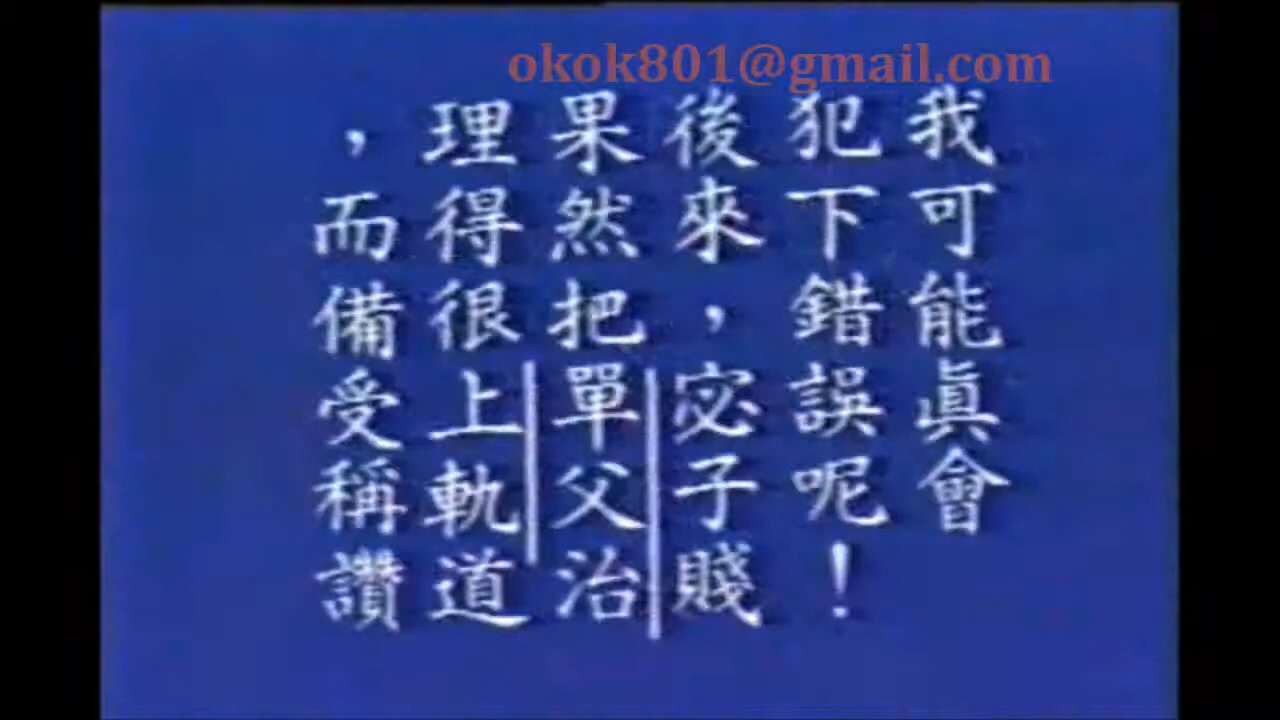 okok801@gmail.com
我可能真會
犯下錯誤呢！
後來，宓子賤
果然把單父治
理得很上軌道
，而備受稱讚